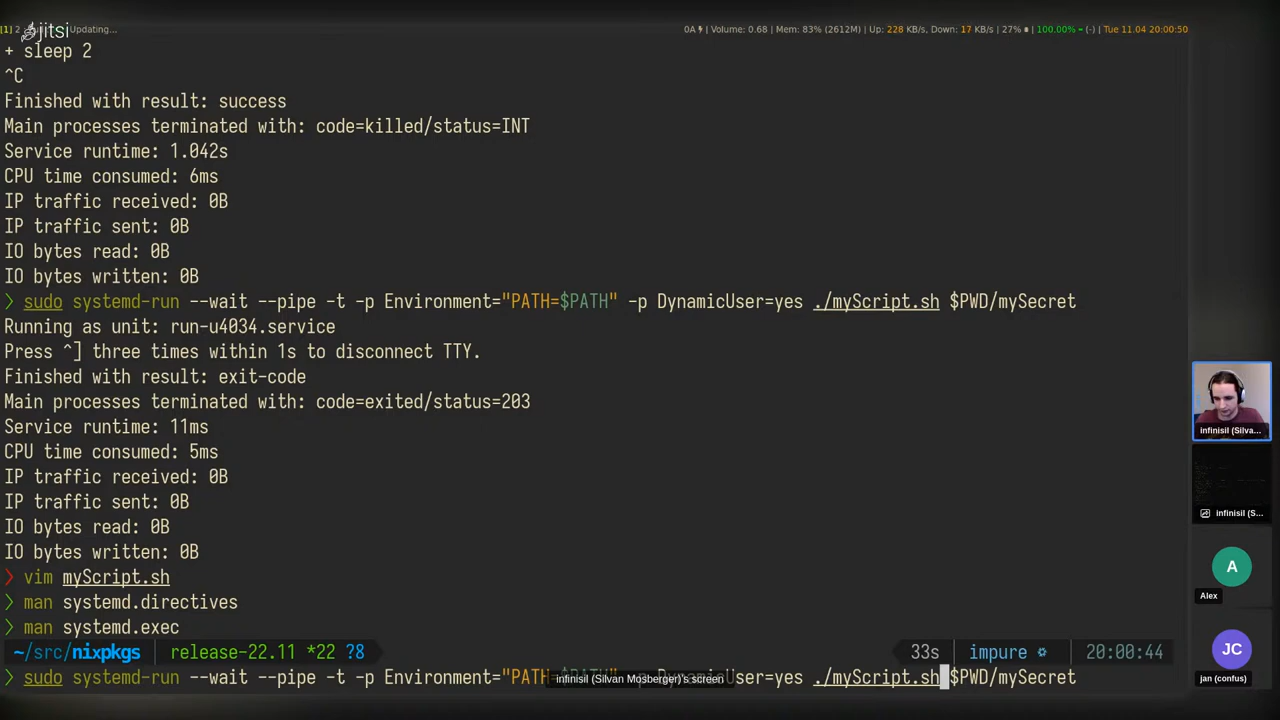 [1] 2 jitsi Updating... 0A | Volume: 0.68 | Mem: 83% (2612M) | Up: 228 KB/s, Down: 17 KB/s | 27% | 100.00% ~ (-) | Tue 11.04 20:00:50
+ sleep 2
^C
Finished with result: success
Main processes terminated with: code=killed/status=INT
Service runtime: 1.042s
CPU time consumed: 6ms
IP traffic received: 0B
IP traffic sent: 0B
IO bytes read: 0B
IO bytes written: 0B
> sudo systemd-run --wait --pipe -t -p Environment="PATH=$PATH" -p DynamicUser=yes ./myScript.sh $PWD/mySecret
Running as unit: run-u4034.service
Press ^] three times within 1s to disconnect TTY.
Finished with result: exit-code
Main processes terminated with: code=exited/status=203
Service runtime: 11ms
CPU time consumed: 5ms
IP traffic received: 0B
IP traffic sent: 0B
IO bytes read: 0B
IO bytes written: 0B
> vim myScript.sh
> man systemd.directives
> man systemd.exec
~/src/nixpkgs release-22.11 *22 ?8 33s impure 20:00:44
> sudo systemd-run --wait --pipe -t -p Environment="PATH=$PATH" -p DynamicUser=yes ./myScript.sh $PWD/mySecret
infinisil (Silvan Mosberger)'s screen
infinisil (Silva...
infinisil (S...
A
Alex
JC
jan (confus)